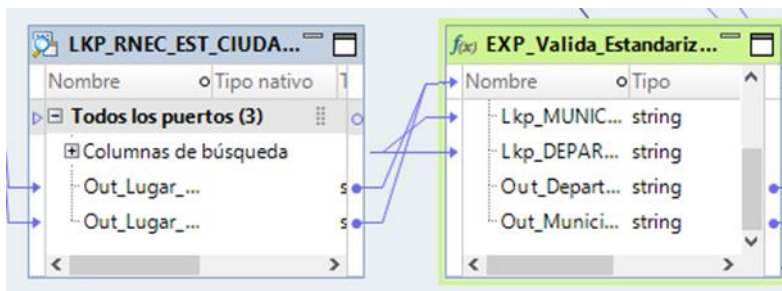 LKP_RNEC_EST_CIUDA...
Nombre Tipo nativo T
Todos los puertos (3)
Columnas de búsqueda
Out_Lugar_... s
Out_Lugar_... s
f(x) EXP_Valida_Estandariz...
Nombre Tipo
Lkp_MUNIC... string
Lkp_DEPAR... string
Out_Depart... string
Out_Munici... string